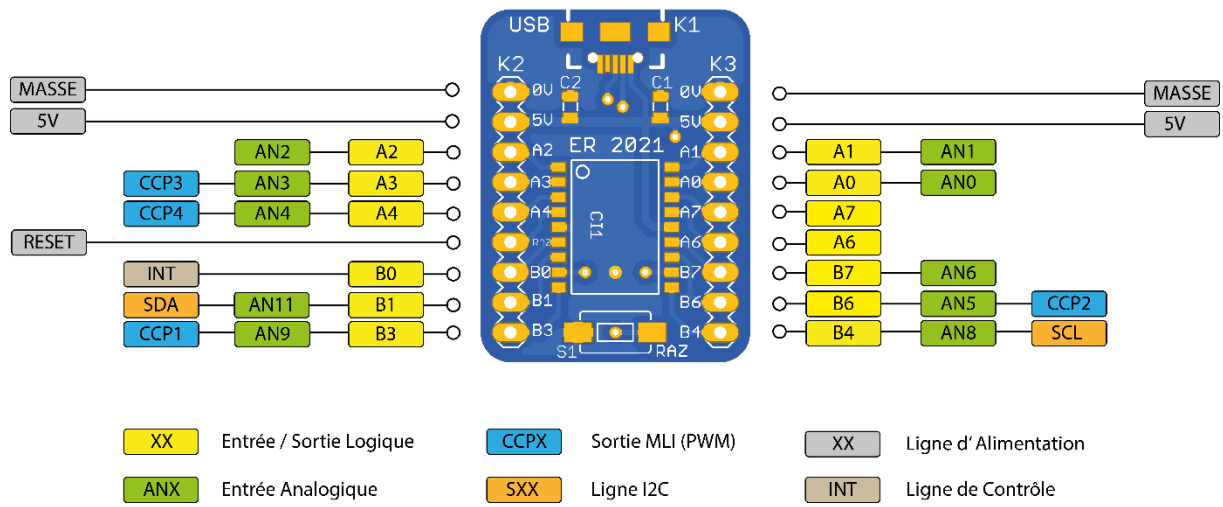 USB K1
K2 K3
C2 C1
MASSE 0V 0V MASSE
5V 5V 5V 5V
ER 2021
AN2 A2 A2 A1 A1 AN1
CCP3 AN3 A3 A3 A0 A0 AN0
CCP4 AN4 A4 A4 A7 A7
CI1
RESET RAZ A6 A6
INT B0 B0 B7 B7 AN6
SDA AN11 B1 B1 B6 B6 AN5 CCP2
CCP1 AN9 B3 B3 B4 B4 AN8 SCL
S1 RAZ
XX Entrée / Sortie Logique CCPX Sortie MLI (PWM) XX Ligne d' Alimentation
ANX Entrée Analogique SXX Ligne I2C INT Ligne de Contrôle